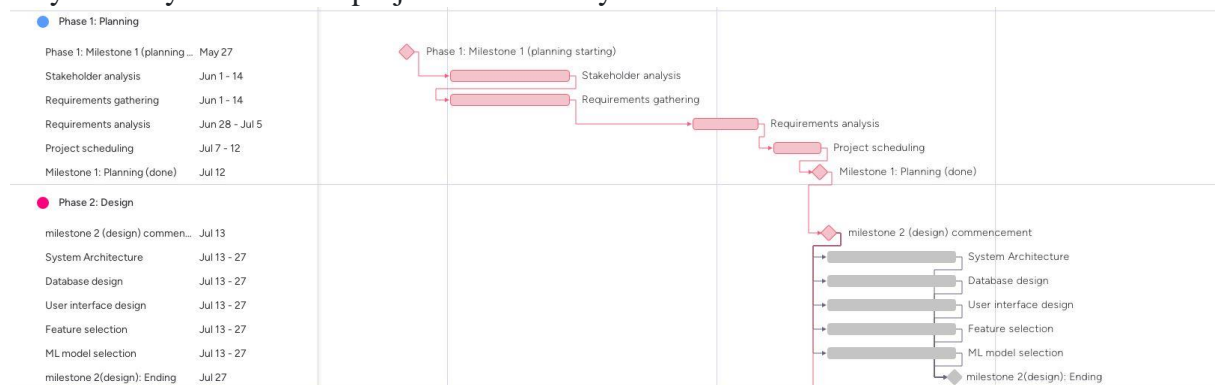 Phase 1: Planning
Phase 1: Milestone 1 (planning ... May 27 Phase 1: Milestone 1 (planning starting)
Stakeholder analysis Jun 1 - 14 Stakeholder analysis
Requirements gathering Jun 1 - 14 Requirements gathering
Requirements analysis Jun 28 - Jul 5 Requirements analysis
Project scheduling Jul 7 - 12 Project scheduling
Milestone 1: Planning (done) Jul 12 Milestone 1: Planning (done)
Phase 2: Design
milestone 2 (design) commen... Jul 13 milestone 2 (design) commencement
System Architecture Jul 13 - 27 System Architecture
Database design Jul 13 - 27 Database design
User interface design Jul 13 - 27 User interface design
Feature selection Jul 13 - 27 Feature selection
ML model selection Jul 13 - 27 ML model selection
milestone 2(design): Ending Jul 27 milestone 2(design): Ending